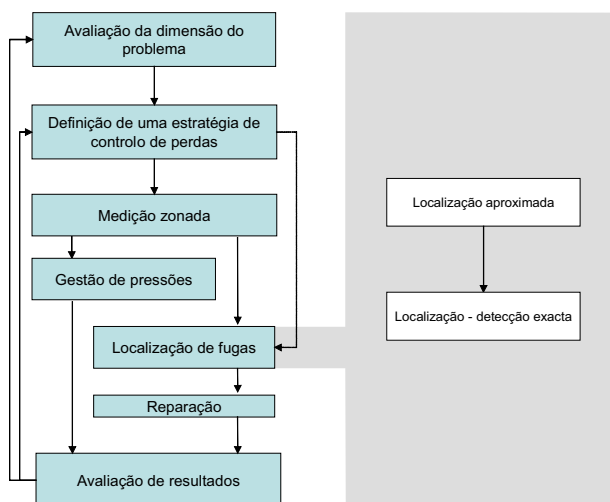 Avaliação da dimensão do
problema
Definição de uma estratégia de
controlo de perdas
Medição zonada
Gestão de pressões
Localização de fugas
Reparação
Avaliação de resultados
Localização aproximada
Localização - detecção exacta